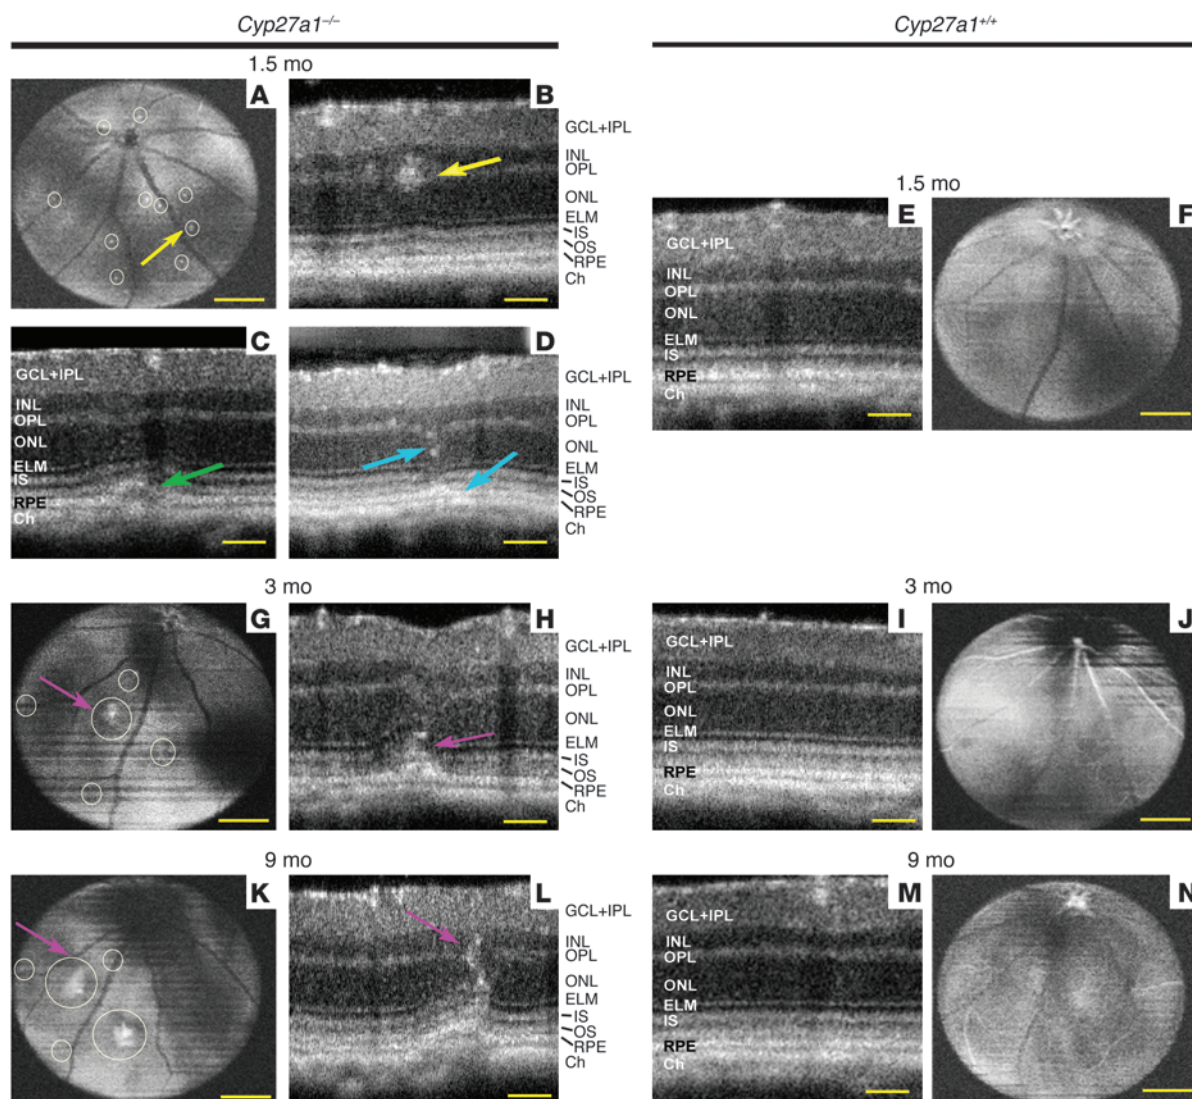 Cyp27a1–/–
Cyp27a1+/+
1.5 mo
A
B
GCL+IPL
INL
OPL
ONL
ELM
IS
OS
RPE
Ch
1.5 mo
E
GCL+IPL
INL
OPL
ONL
ELM
IS
RPE
Ch
F
C
GCL+IPL
INL
OPL
ONL
ELM
IS
RPE
Ch
D
GCL+IPL
INL
OPL
ONL
ELM
IS
OS
RPE
Ch
3 mo
3 mo
G
H
GCL+IPL
INL
OPL
ONL
ELM
IS
OS
RPE
Ch
I
GCL+IPL
INL
OPL
ONL
ELM
IS
RPE
Ch
J
9 mo
9 mo
K
L
GCL+IPL
INL
OPL
ONL
ELM
IS
OS
RPE
Ch
M
GCL+IPL
INL
OPL
ONL
ELM
IS
RPE
Ch
N